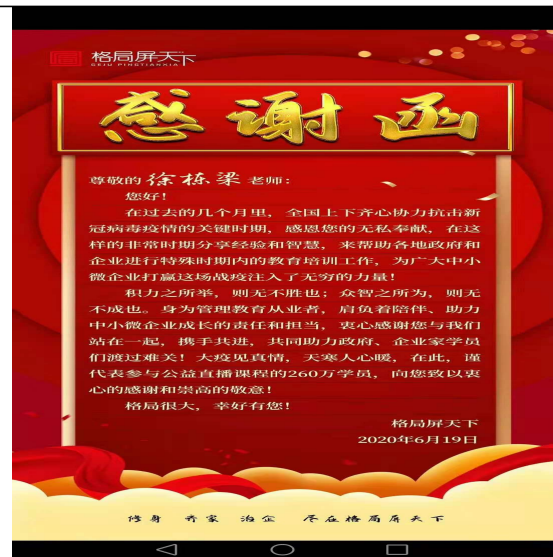 格局屏天下
GEJU PINGTIANXIA
感谢函
尊敬的 徐栋梁 老师：
您好！
在过去的几个月里，全国上下齐心协力抗击新
冠病毒疫情的关键时期，感恩您的无私奉献，在这
样的非常时期分享经验和智慧，来帮助各地政府和
企业进行特殊时期内的教育培训工作，为广大中小
微企业打赢这场战疫注入了无穷的力量！
积力之所举，则无不胜也；众智之所为，则无
不成也。身为管理教育从业者，肩负着陪伴、助力
中小微企业成长的责任和担当，衷心感谢您与我们
站在一起，携手共进，共同助力政府、企业家学员
们渡过难关！大疫见真情，天寒人心暖，在此，谨
代表参与公益直播课程的260万学员，向您致以衷
心的感谢和崇高的敬意！
格局很大，幸好有您！
格局屏天下
2020年6月19日
修身 齐家 治企 尽在格局屏天下